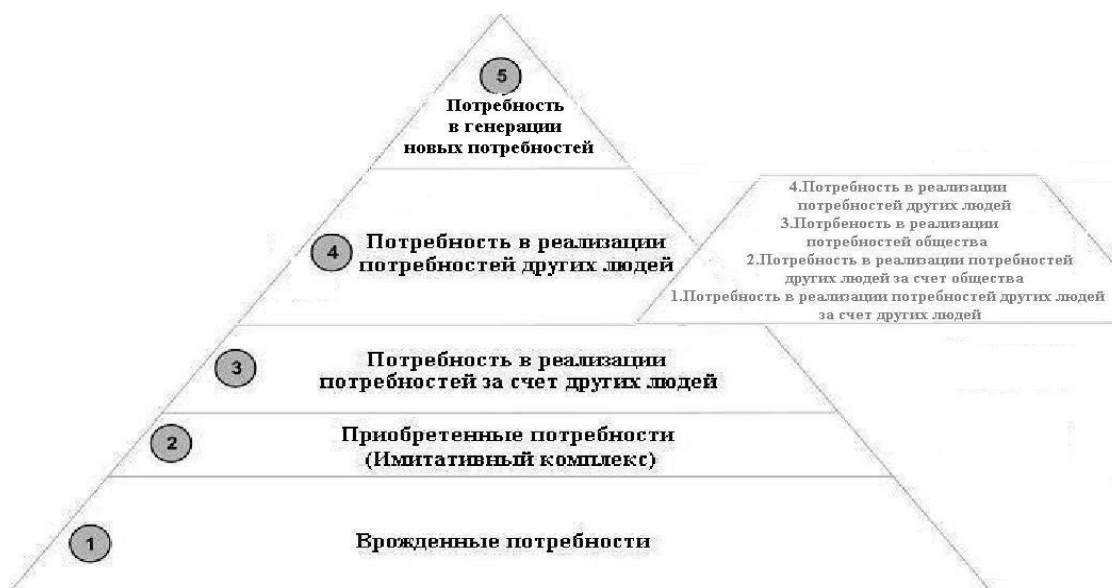 5
Потребность
в генерации
новых потребностей
4
Потребность в реализации
потребностей других людей
4.Потребность в реализации
потребностей других людей
3.Потрбеность в реализации
потребностей общества
2.Потребность в реализации потребностей
других людей за счет общества
1.Потребность в реализации потребностей других людей
за счет других людей
3
Потребность в реализации
потребностей за счет других людей
2
Приобретенные потребности
(Имитативный комплекс)
1
Врожденные потребности